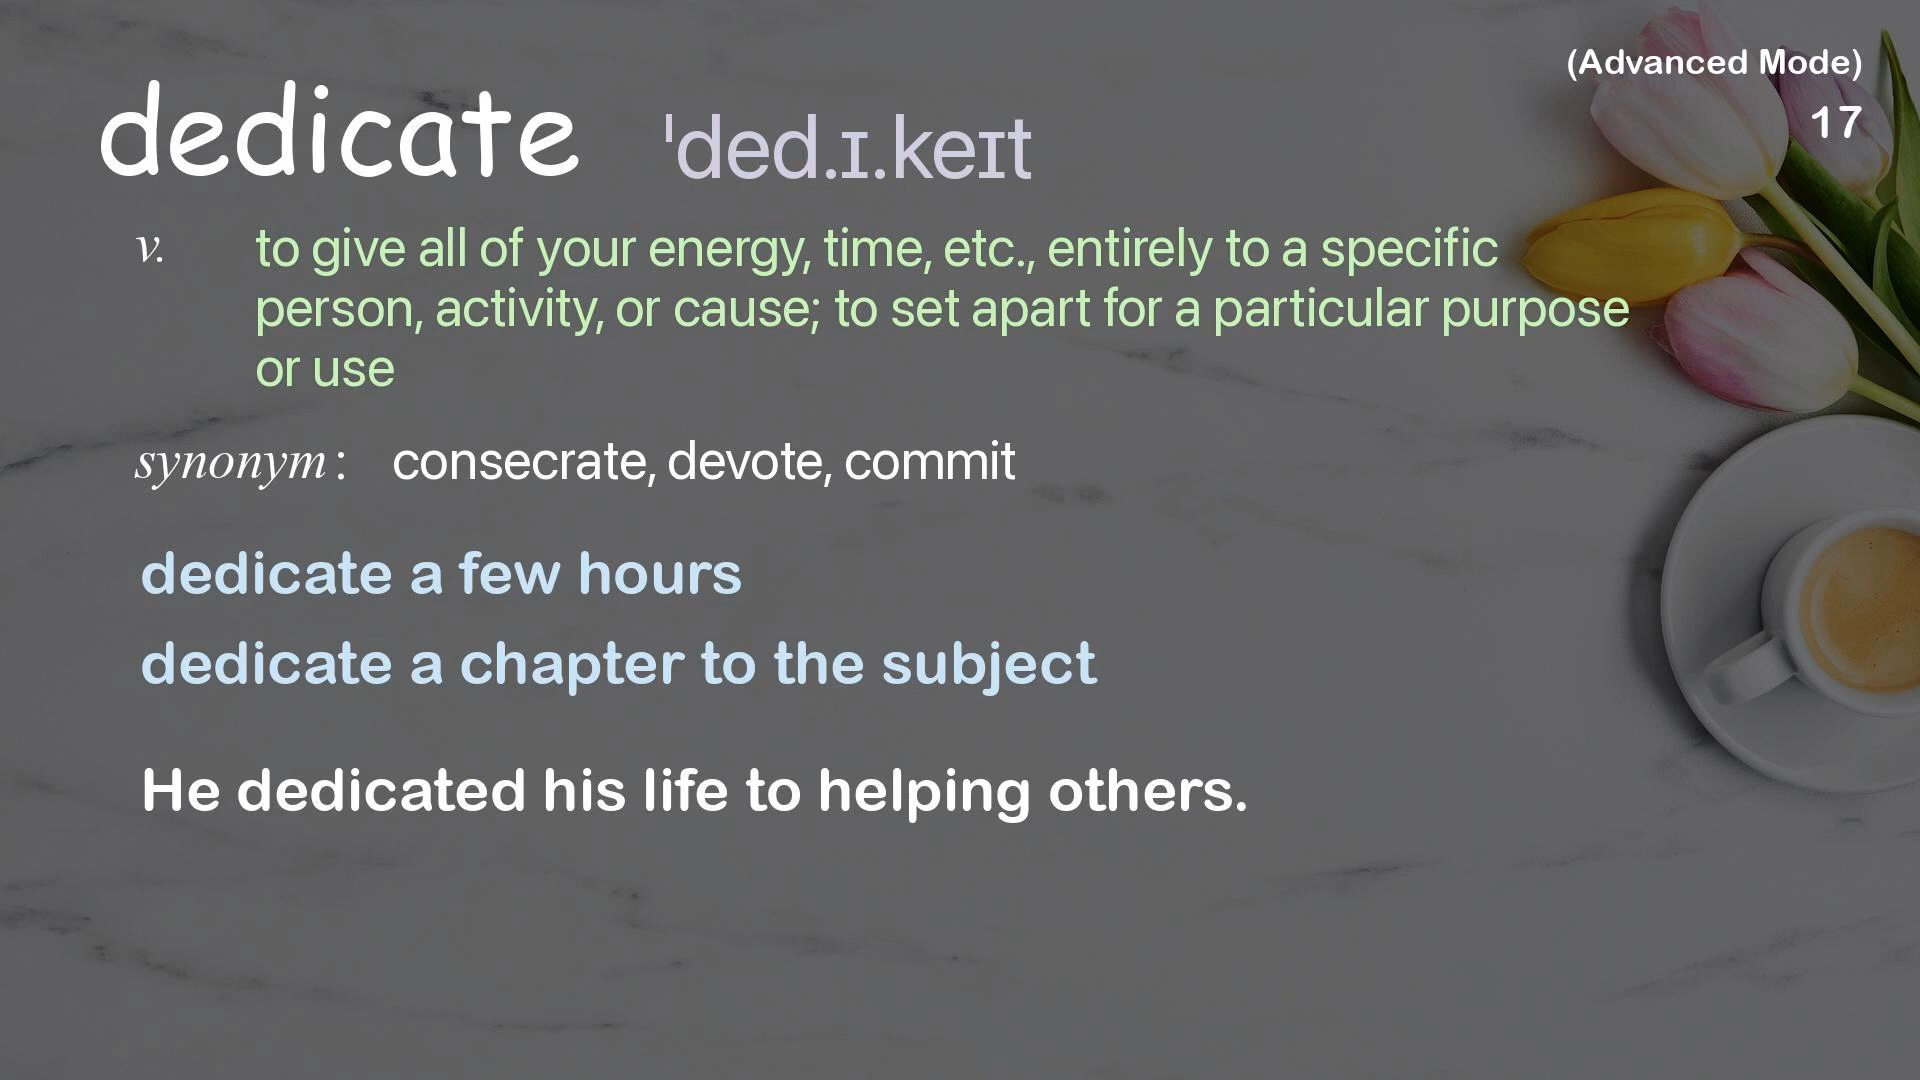 (Advanced Mode)
17
dedicate ˈded.ɪ.keɪt
v. to give all of your energy, time, etc., entirely to a specific
person, activity, or cause; to set apart for a particular purpose
or use
synonym : consecrate, devote, commit
dedicate a few hours
dedicate a chapter to the subject
He dedicated his life to helping others.